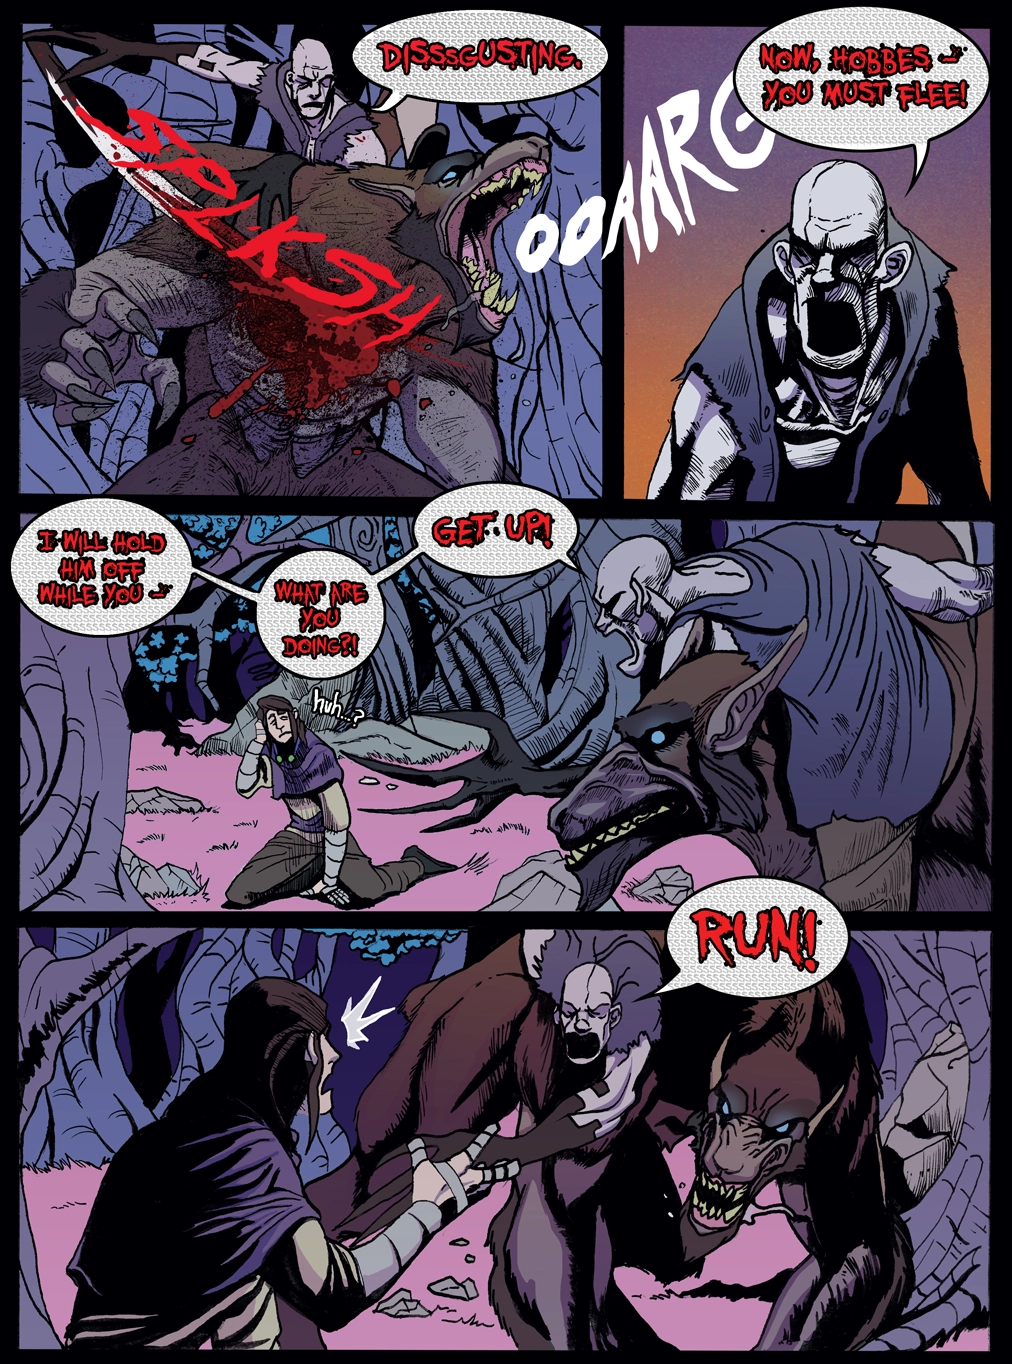 DISSSGUSTING.
SPLKSH
OOAARG
NOW, HOBBES –
YOU MUST FLEE!
I WILL HOLD
HIM OFF
WHILE YOU –
WHAT ARE
YOU
DOING?!
GET UP!
huh...?
RUN!